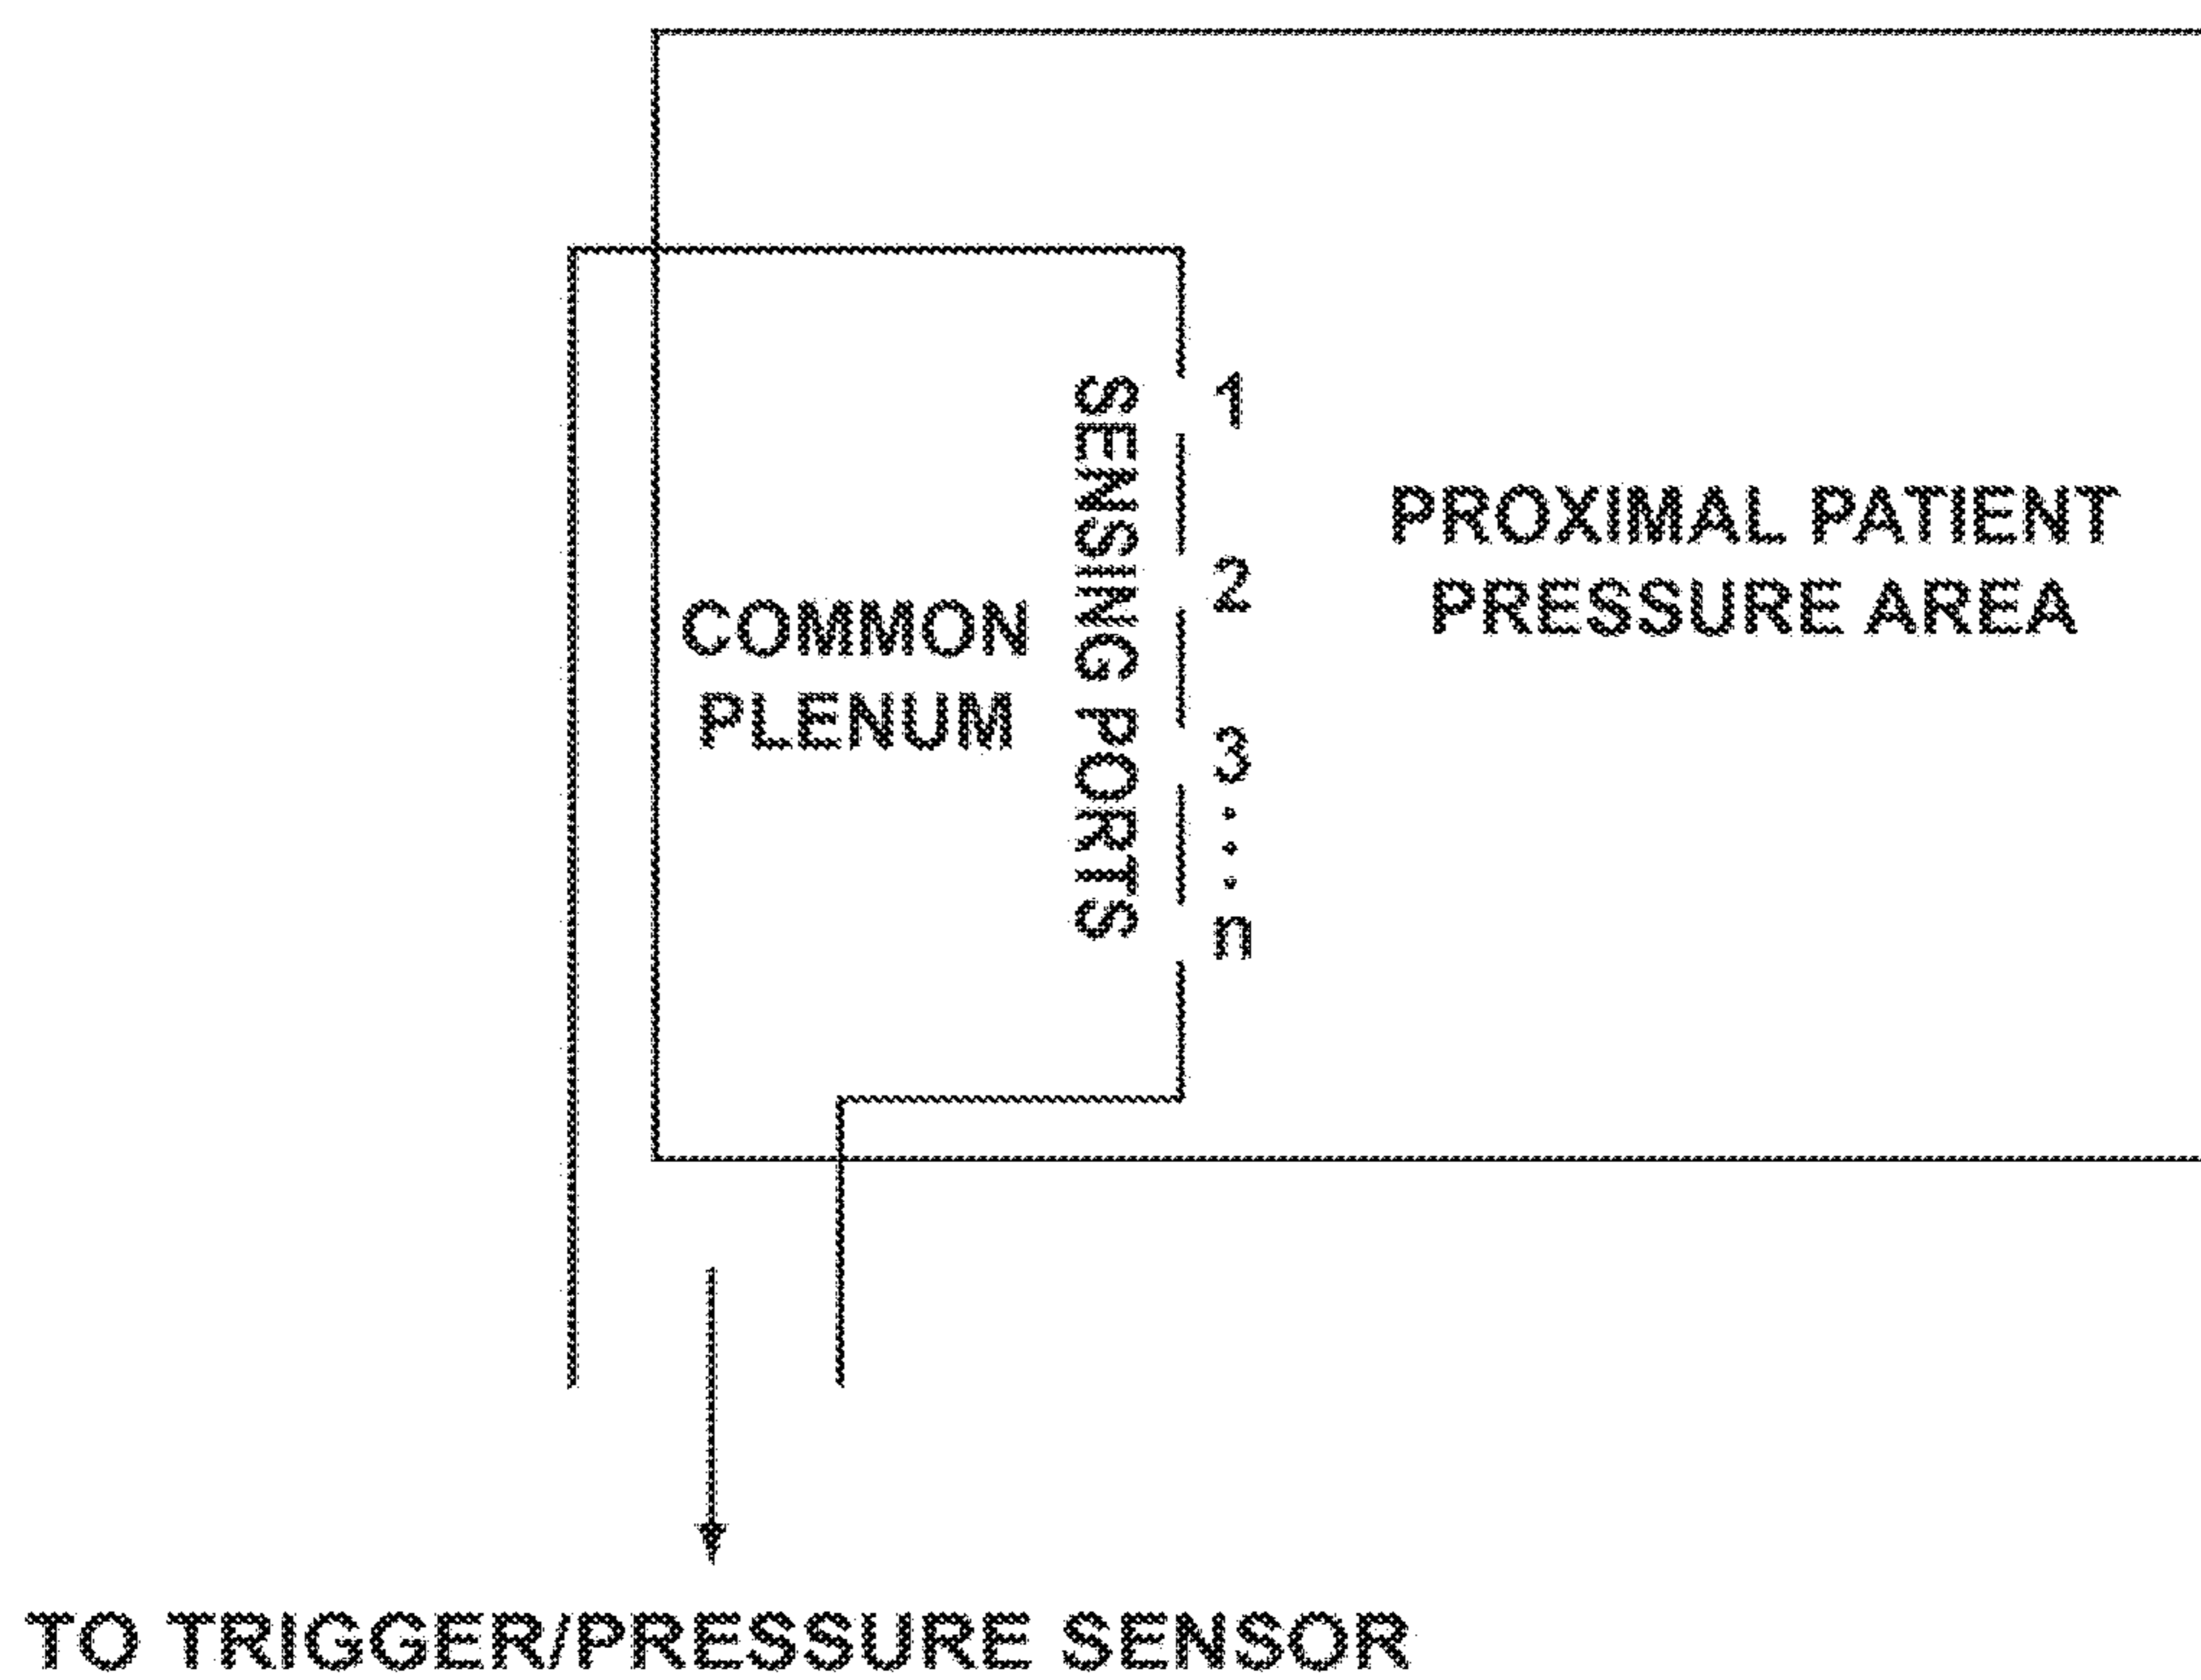 COMMON
PLENUM
SENSING PORTS
1
2
3
n
PROXIMAL PATIENT
PRESSURE AREA
TO TRIGGER/PRESSURE SENSOR